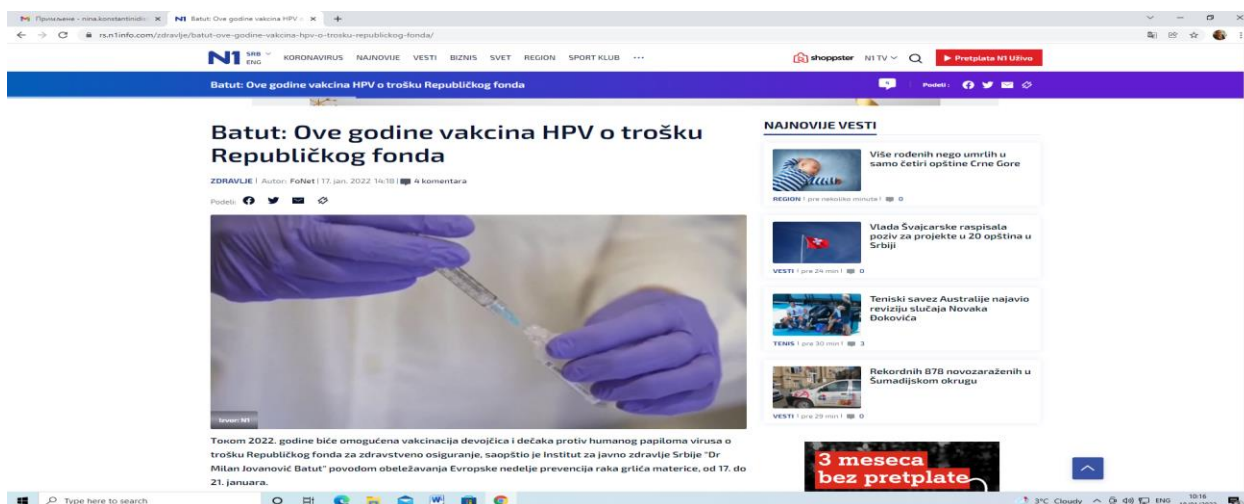 Batut: Ove godine vakcina HPV o
rs.n1info.com/zdravlje/batut-ove-godine-vakcina-hpv-o-trosku-republickog-fonda/
N1 SRB
ENG
KORONAVIRUS NAJNOVIJE VESTI BIZNIS SVET REGION SPORT KLUB ...
shoppster N1 TV Pretplata N1 Uživo
Batut: Ove godine vakcina HPV o trošku Republičkog fonda
Podeli:
Batut: Ove godine vakcina HPV o trošku
Republičkog fonda
ZDRAVLJE | Autor: FoNet | 17. jan. 2022 14:18 | 4 komentara
Podeli:
Izvor: N1
Tokom 2022. godine biće omogućena vakcinacija devojčica i dečaka protiv humanog papiloma virusa o
trošku Republičkog fonda za zdravstveno osiguranje, saopštio je Institut za javno zdravlje Srbije "Dr
Milan Jovanović Batut" povodom obeležavanja Evropske nedelje prevencija raka grlića materice, od 17. do
21. januara.
NAJNOVIJE VESTI
Više rođenih nego umrlih u
samo četiri opštine Crne Gore
REGION | pre nekoliko minuta | 0
Vlada Švajcarske raspisala
poziv za projekte u 20 opština u
Srbiji
VESTI | pre 24 min | 0
Teniski savez Australije najavio
reviziju slučaja Novaka
Đokovića
TENIS | pre 30 min | 3
Rekordnih 878 novozaraženih u
Šumadijskom okrugu
VESTI | pre 29 min | 0
3 meseca
bez pretplate
Type here to search
3°C Cloudy ENG 10:16